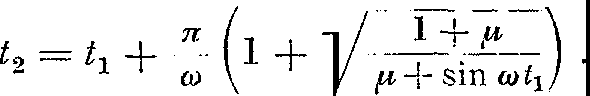 t₂ = t₁ + π/ω (1 + √((1 + μ)/(μ + sin ωt₁))).